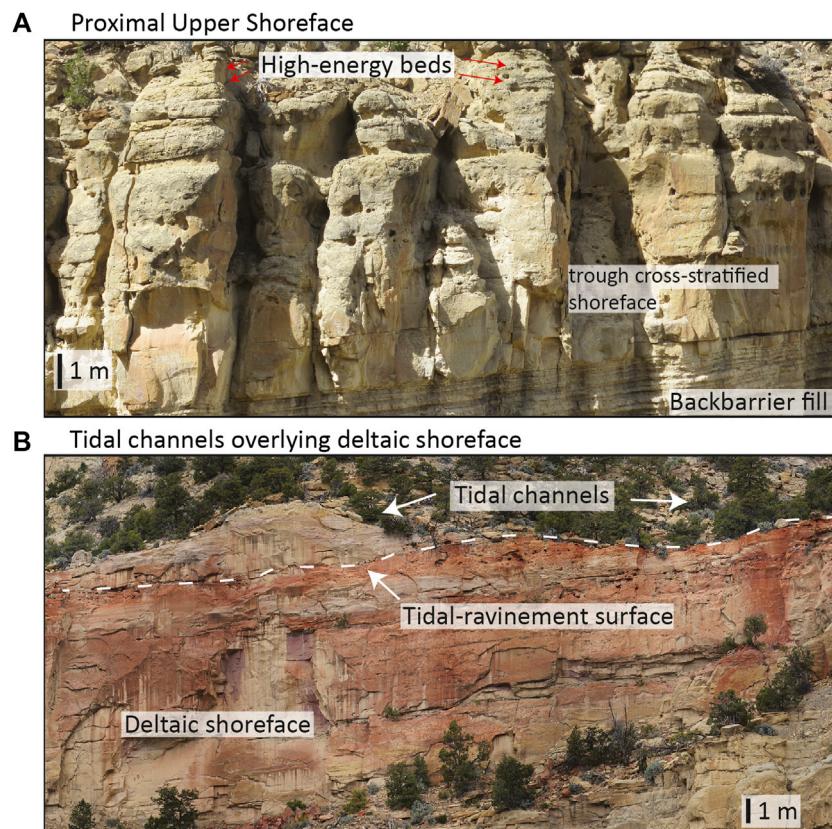 A Proximal Upper Shoreface
High-energy beds
trough cross-stratified
shoreface
1 m
Backbarrier fill
B Tidal channels overlying deltaic shoreface
Tidal channels
Tidal-ravinement surface
Deltaic shoreface
1 m